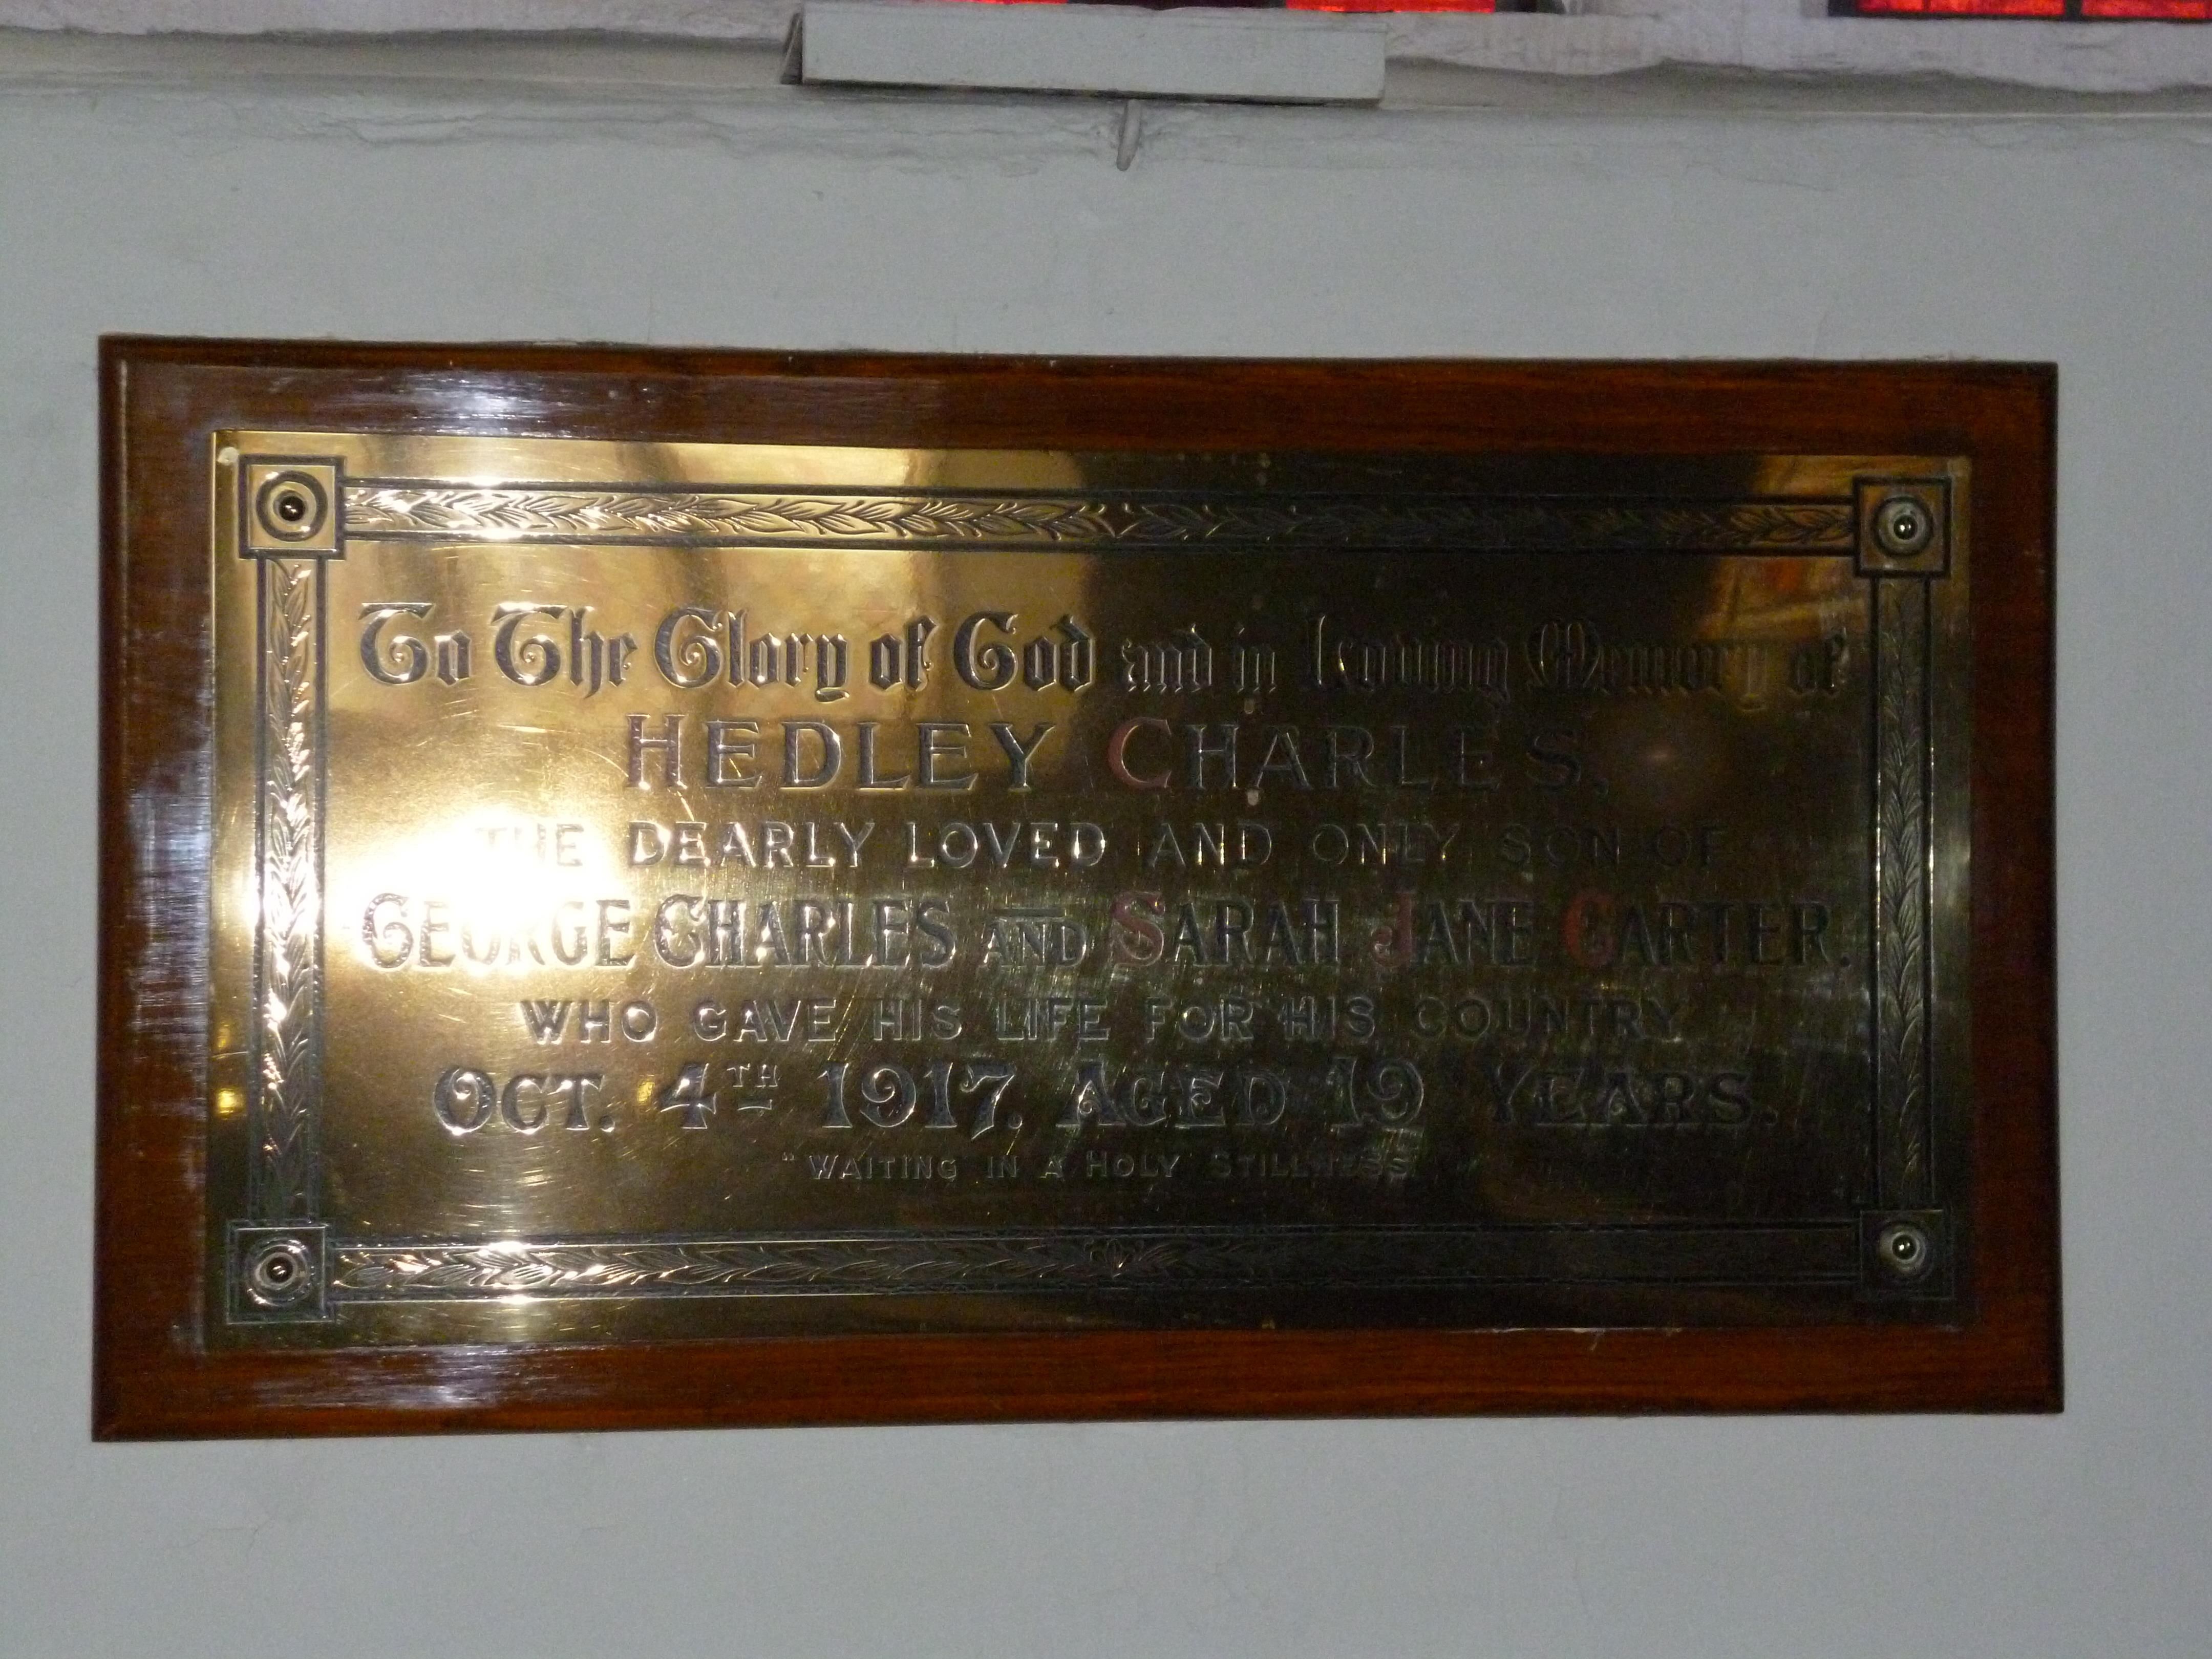 To The Glory of God and in Loving Memory of
HEDLEY CHARLES,
THE DEARLY LOVED AND ONLY SON OF
GEORGE CHARLES AND SARAH JANE CARTER.
WHO GAVE HIS LIFE FOR HIS COUNTRY
OCT. 4TH 1917. AGED 19 YEARS.
"WAITING IN A HOLY STILLNESS